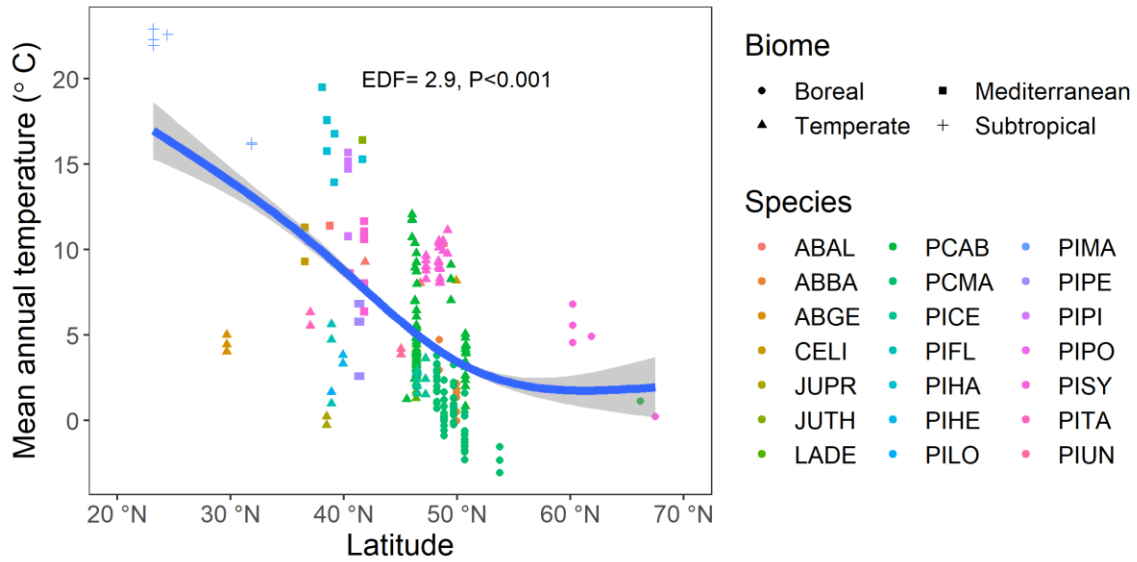 Mean annual temperature (° C)
20
15
10
5
0
EDF= 2.9, P<0.001
20 °N 30 °N 40 °N 50 °N 60 °N 70 °N
Latitude
Biome
Boreal Mediterranean
Temperate Subtropical
Species
ABAL PCAB PIMA
ABBA PCMA PIPE
ABGE PICE PIPI
CELI PIFL PIPO
JUPR PIHA PISY
JUTH PIHE PITA
LADE PILO PIUN